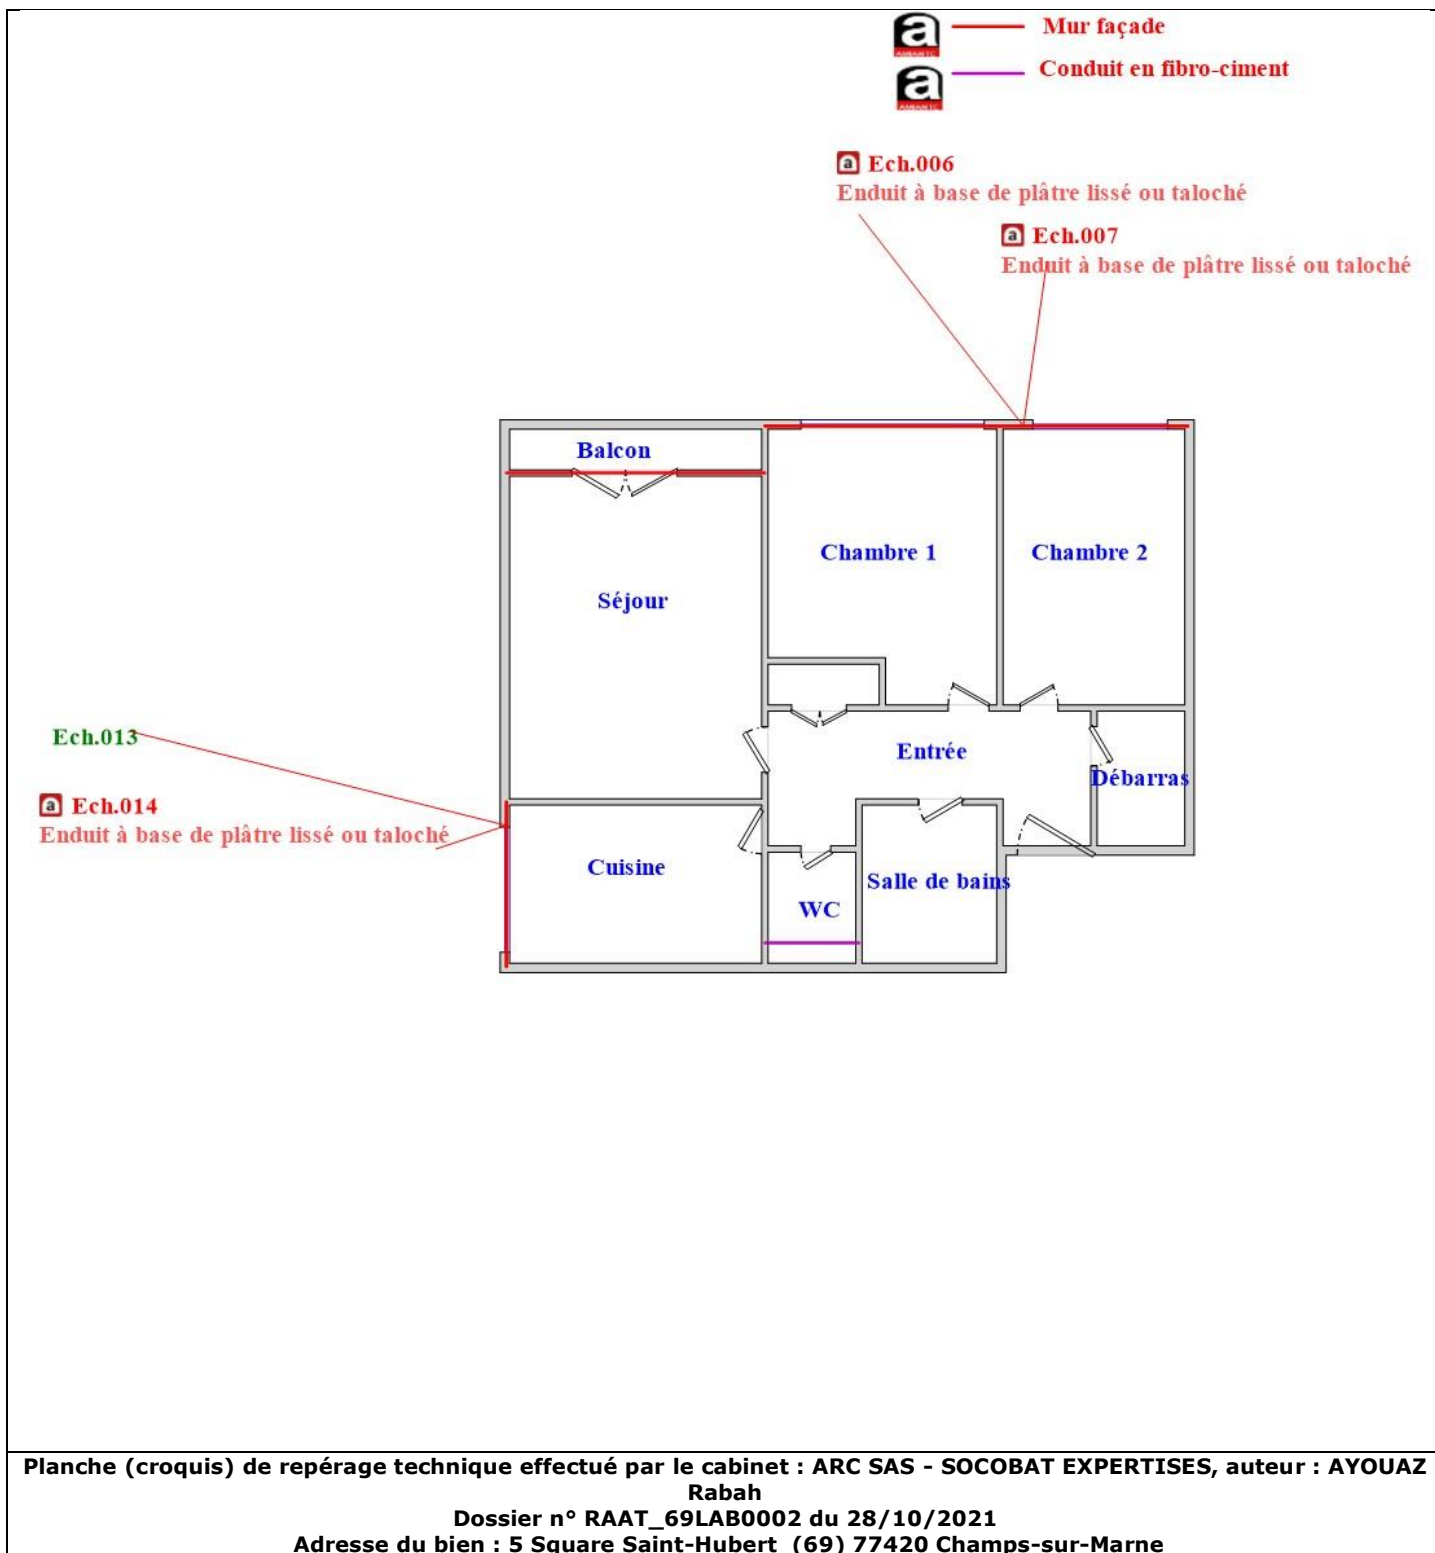 a Mur façade
AMIANTE
a Conduit en fibro-ciment
AMIANTE
a Ech.006
Enduit à base de plâtre lissé ou taloché
a Ech.007
Enduit à base de plâtre lissé ou taloché
Balcon
Chambre 1
Chambre 2
Séjour
Ech.013
Entrée
Débarras
a Ech.014
Enduit à base de plâtre lissé ou taloché
Cuisine
Salle de bains
WC
Planche (croquis) de repérage technique effectué par le cabinet : ARC SAS - SOCOBAT EXPERTISES, auteur : AYOUAZ
Rabah
Dossier n° RAAT_69LAB0002 du 28/10/2021
Adresse du bien : 5 Square Saint-Hubert (69) 77420 Champs-sur-Marne